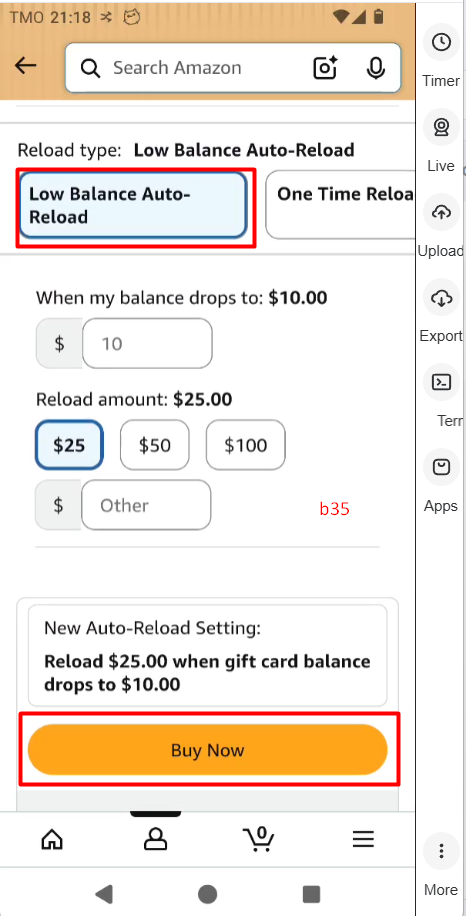 TMO 21:18
Search Amazon
Timer
Reload type: Low Balance Auto-Reload
Live
Low Balance Auto-
Reload
One Time Reloa
Upload
When my balance drops to: $10.00
$ 10
Export
Reload amount: $25.00
$25 $50 $100
Terr
$ Other
Apps
b35
New Auto-Reload Setting:
Reload $25.00 when gift card balance
drops to $10.00
Buy Now
0
More